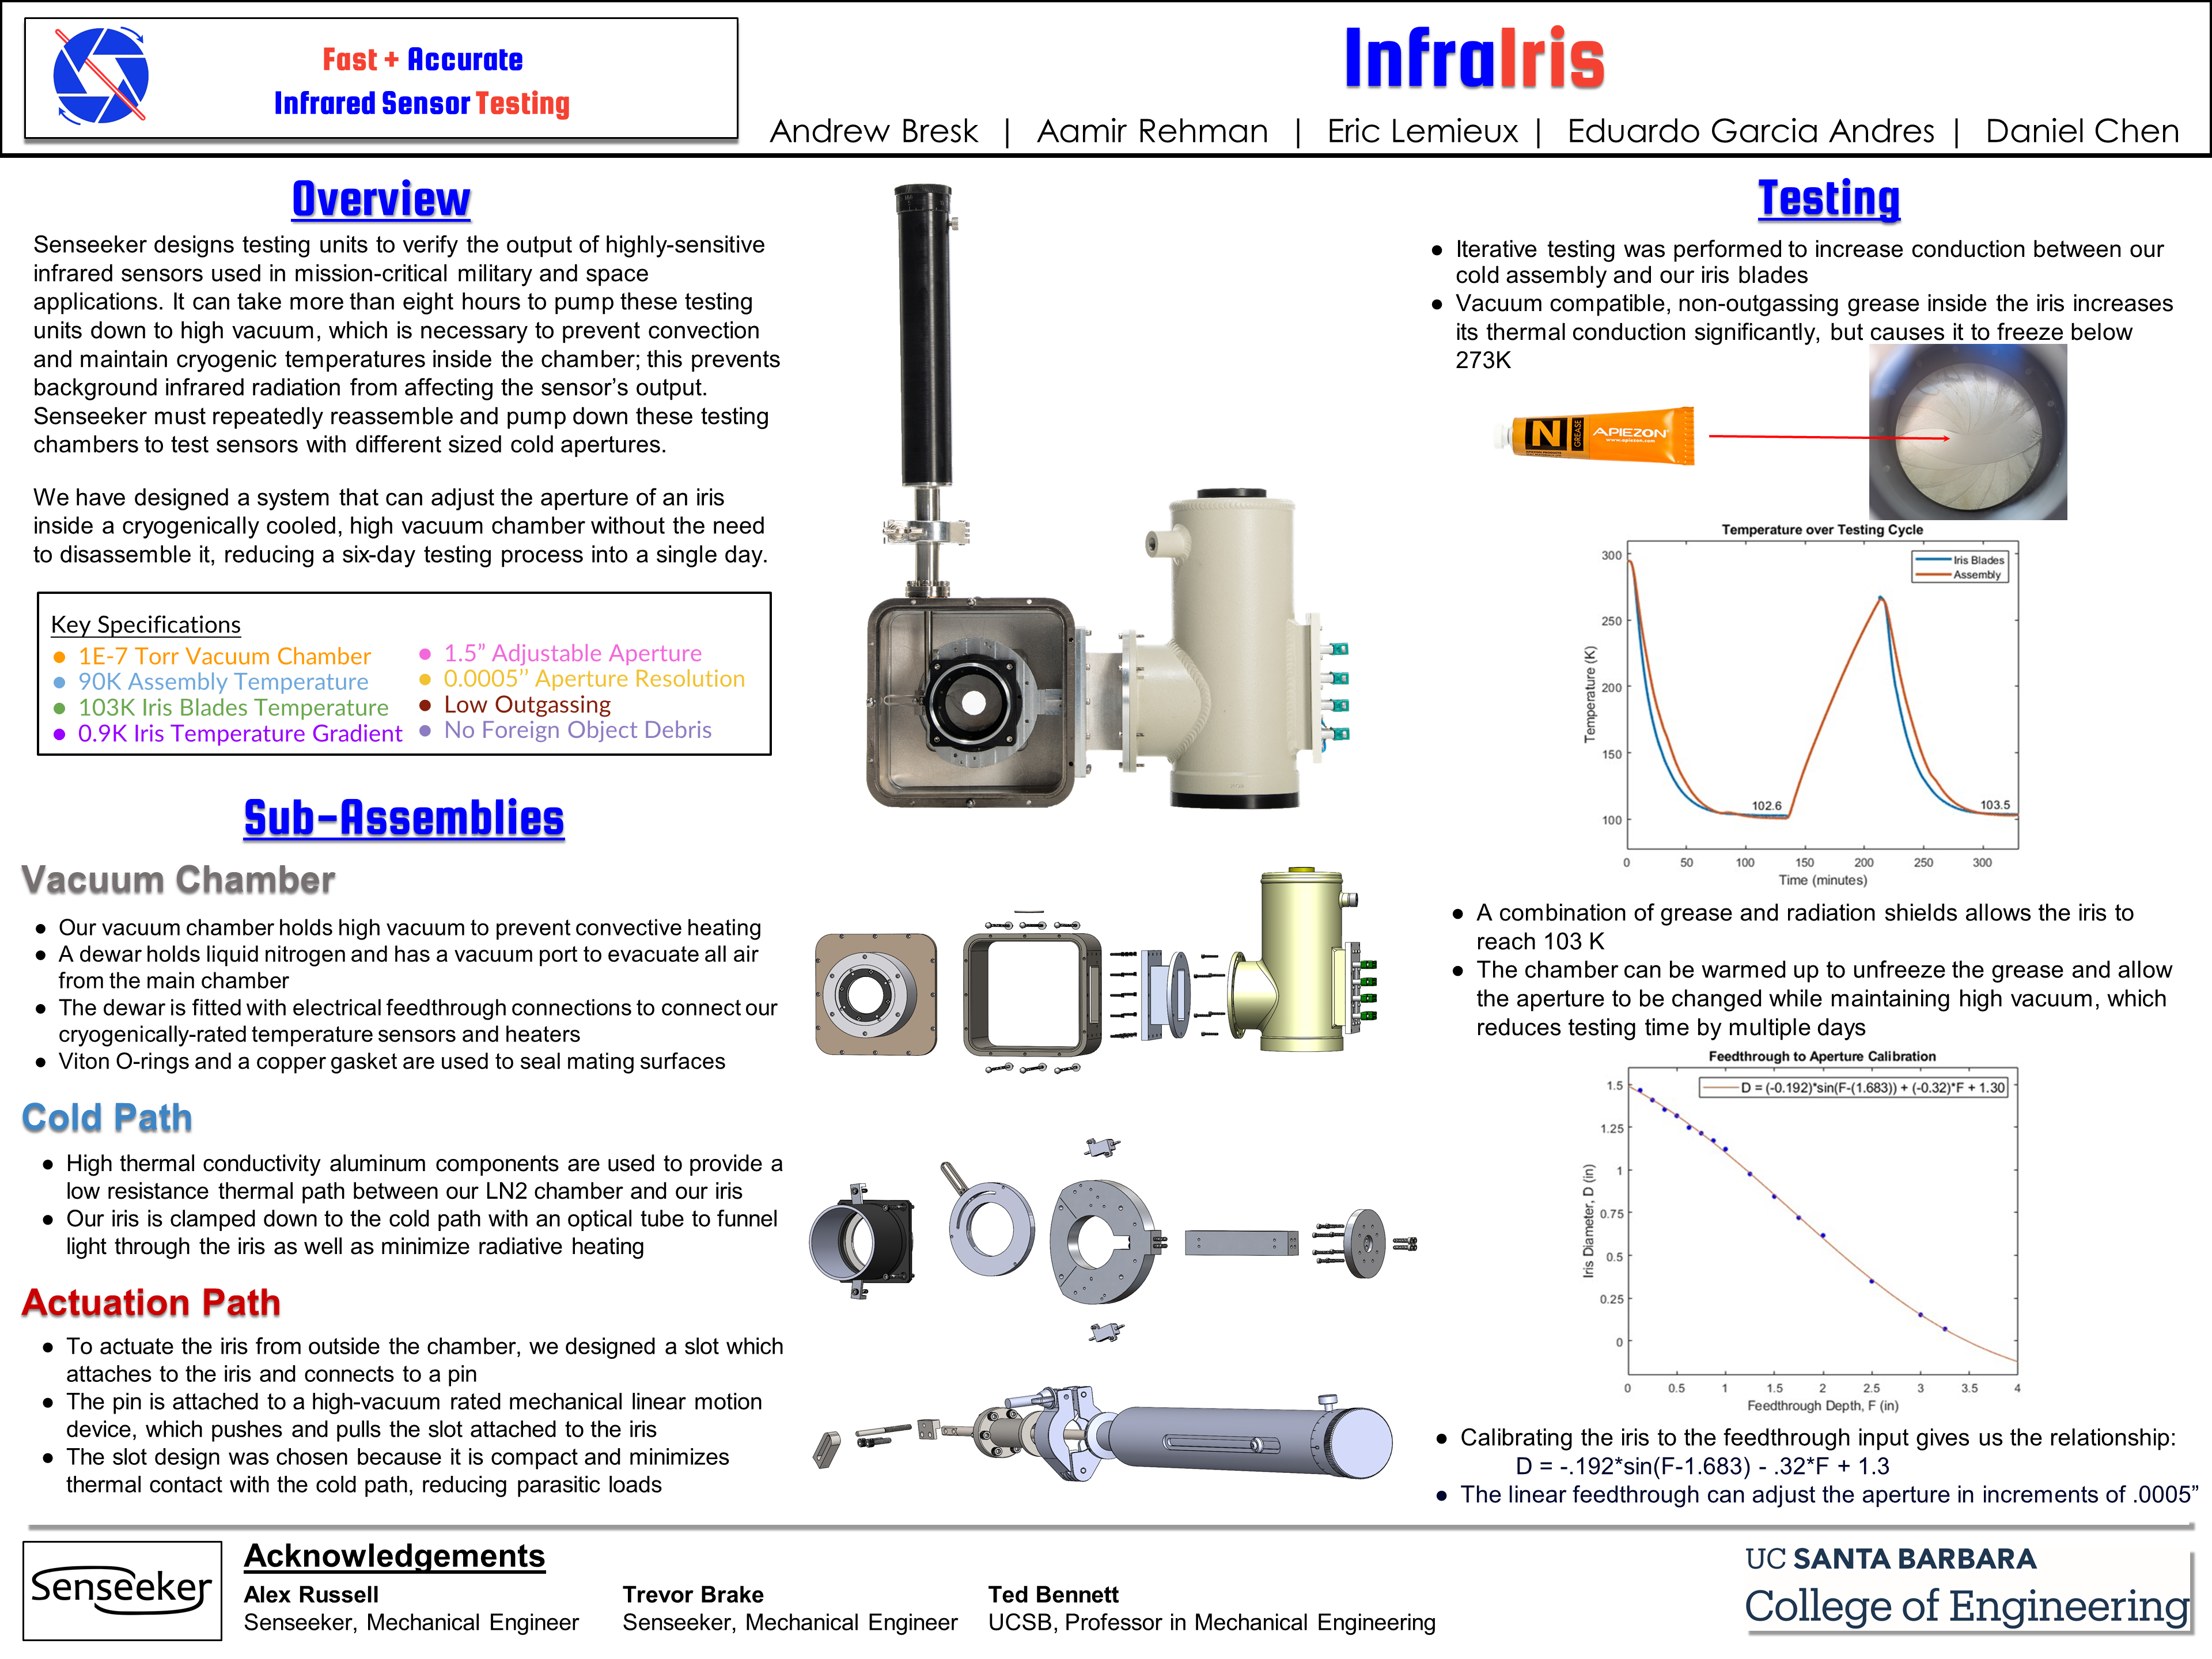 Fast + Accurate
Infrared Sensor Testing
InfraIris
Andrew Bresk | Aamir Rehman | Eric Lemieux | Eduardo Garcia Andres | Daniel Chen
Overview
Senseeker designs testing units to verify the output of highly-sensitive
infrared sensors used in mission-critical military and space
applications. It can take more than eight hours to pump these testing
units down to high vacuum, which is necessary to prevent convection
and maintain cryogenic temperatures inside the chamber; this prevents
background infrared radiation from affecting the sensor's output.
Senseeker must repeatedly reassemble and pump down these testing
chambers to test sensors with different sized cold apertures.
We have designed a system that can adjust the aperture of an iris
inside a cryogenically cooled, high vacuum chamber without the need
to disassemble it, reducing a six-day testing process into a single day.
Key Specifications
● 1E-7 Torr Vacuum Chamber
● 90K Assembly Temperature
● 103K Iris Blades Temperature
● 0.9K Iris Temperature Gradient
● 1.5” Adjustable Aperture
● 0.0005’’ Aperture Resolution
● Low Outgassing
● No Foreign Object Debris
Sub-Assemblies
Vacuum Chamber
● Our vacuum chamber holds high vacuum to prevent convective heating
● A dewar holds liquid nitrogen and has a vacuum port to evacuate all air
from the main chamber
● The dewar is fitted with electrical feedthrough connections to connect our
cryogenically-rated temperature sensors and heaters
● Viton O-rings and a copper gasket are used to seal mating surfaces
Cold Path
● High thermal conductivity aluminum components are used to provide a
low resistance thermal path between our LN2 chamber and our iris
● Our iris is clamped down to the cold path with an optical tube to funnel
light through the iris as well as minimize radiative heating
Actuation Path
● To actuate the iris from outside the chamber, we designed a slot which
attaches to the iris and connects to a pin
● The pin is attached to a high-vacuum rated mechanical linear motion
device, which pushes and pulls the slot attached to the iris
● The slot design was chosen because it is compact and minimizes
thermal contact with the cold path, reducing parasitic loads
Testing
● Iterative testing was performed to increase conduction between our
cold assembly and our iris blades
● Vacuum compatible, non-outgassing grease inside the iris increases
its thermal conduction significantly, but causes it to freeze below
273K
N GREASE APIEZON
www.apiezon.com
Temperature over Testing Cycle
Iris Blades
Assembly
300
250
200
150
100
Temperature (K)
102.6
103.5
0 50 100 150 200 250 300
Time (minutes)
● A combination of grease and radiation shields allows the iris to
reach 103 K
● The chamber can be warmed up to unfreeze the grease and allow
the aperture to be changed while maintaining high vacuum, which
reduces testing time by multiple days
Feedthrough to Aperture Calibration
D = (-0.192)*sin(F-(1.683)) + (-0.32)*F + 1.30
1.5
1.25
1
0.75
0.5
0.25
0
Iris Diameter, D (in)
0 0.5 1 1.5 2 2.5 3 3.5 4
Feedthrough Depth, F (in)
● Calibrating the iris to the feedthrough input gives us the relationship:
D = -.192*sin(F-1.683) - .32*F + 1.3
● The linear feedthrough can adjust the aperture in increments of .0005”
Senseeker
Acknowledgements
Alex Russell
Senseeker, Mechanical Engineer
Trevor Brake
Senseeker, Mechanical Engineer
Ted Bennett
UCSB, Professor in Mechanical Engineering
UC SANTA BARBARA
College of Engineering